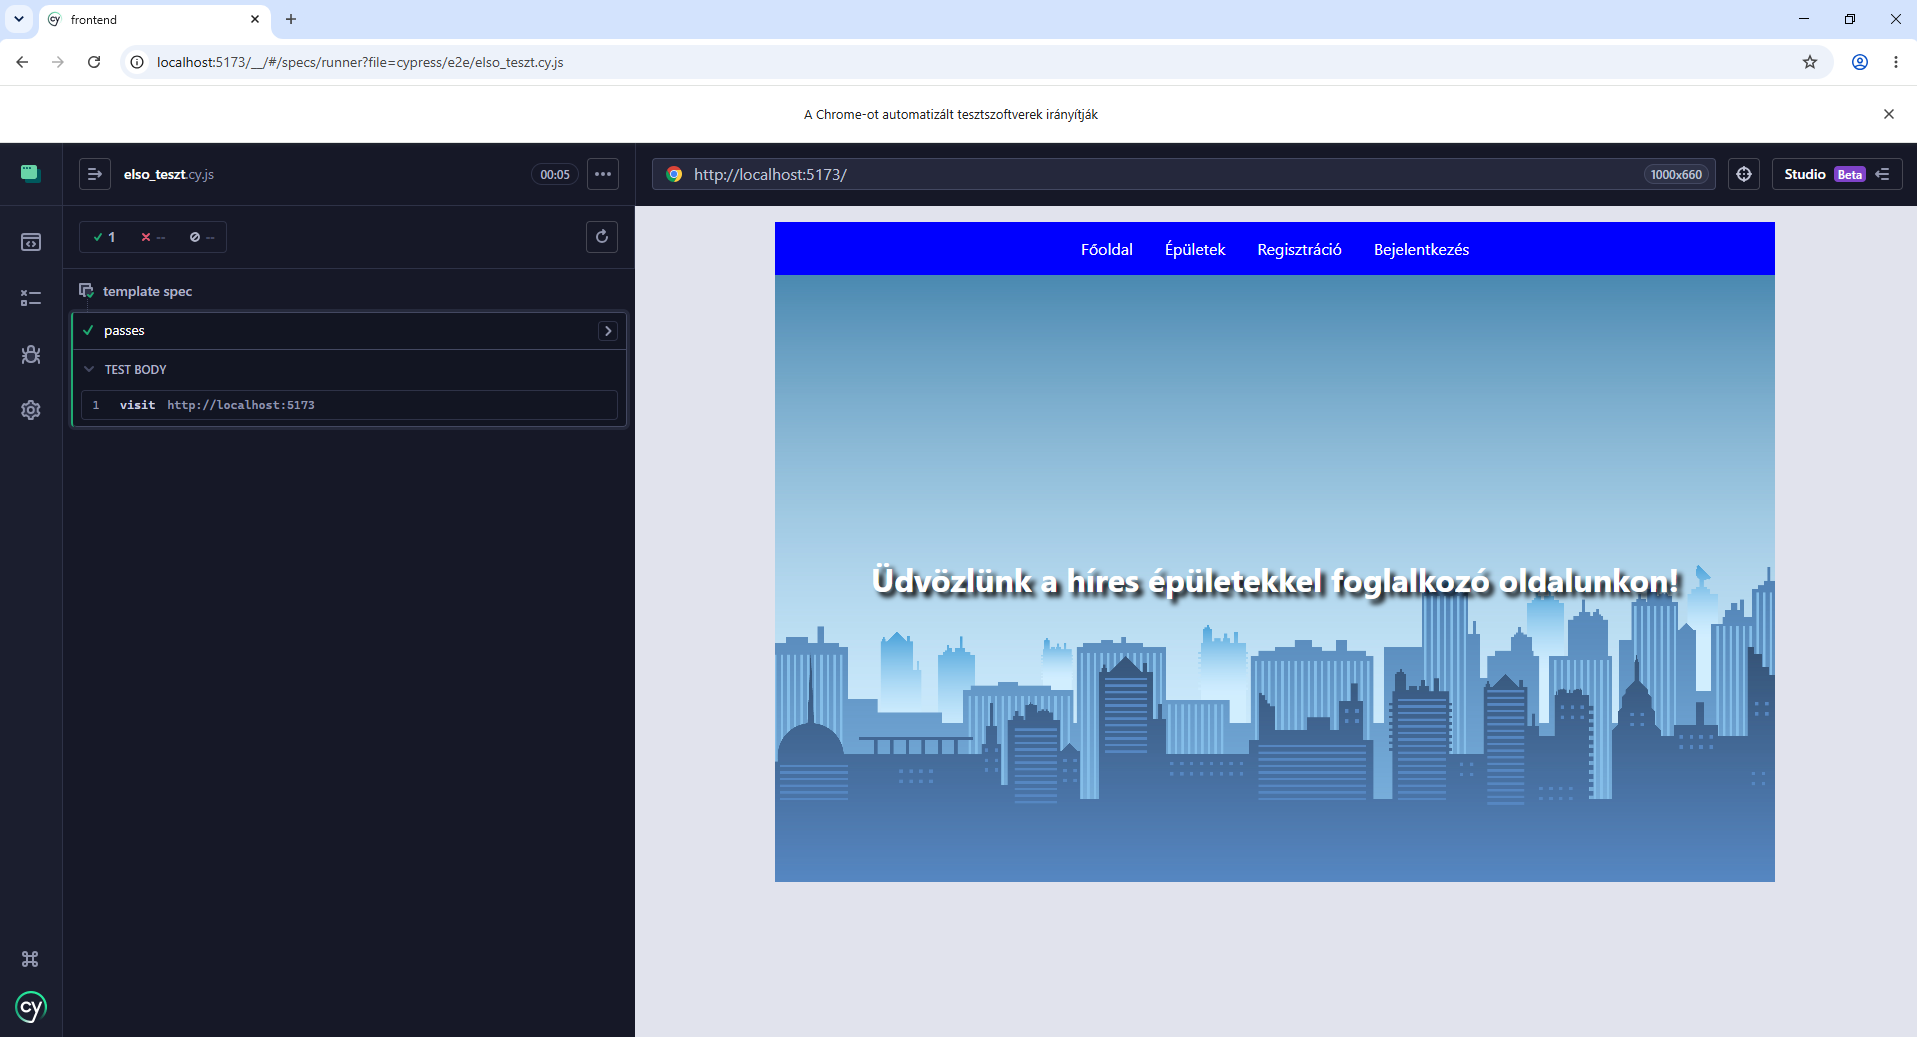 frontend
localhost:5173/__/#/specs/runner?file=cypress/e2e/elso_teszt.cy.js
A Chrome-ot automatizált tesztszoftverek irányítják
elso_teszt.cy.js 00:05
http://localhost:5173/ 1000x660 Studio Beta
1 -- --
template spec
passes
TEST BODY
1 visit http://localhost:5173
Főoldal Épületek Regisztráció Bejelentkezés
Üdvözlünk a híres épületekkel foglalkozó oldalunkon!
cy